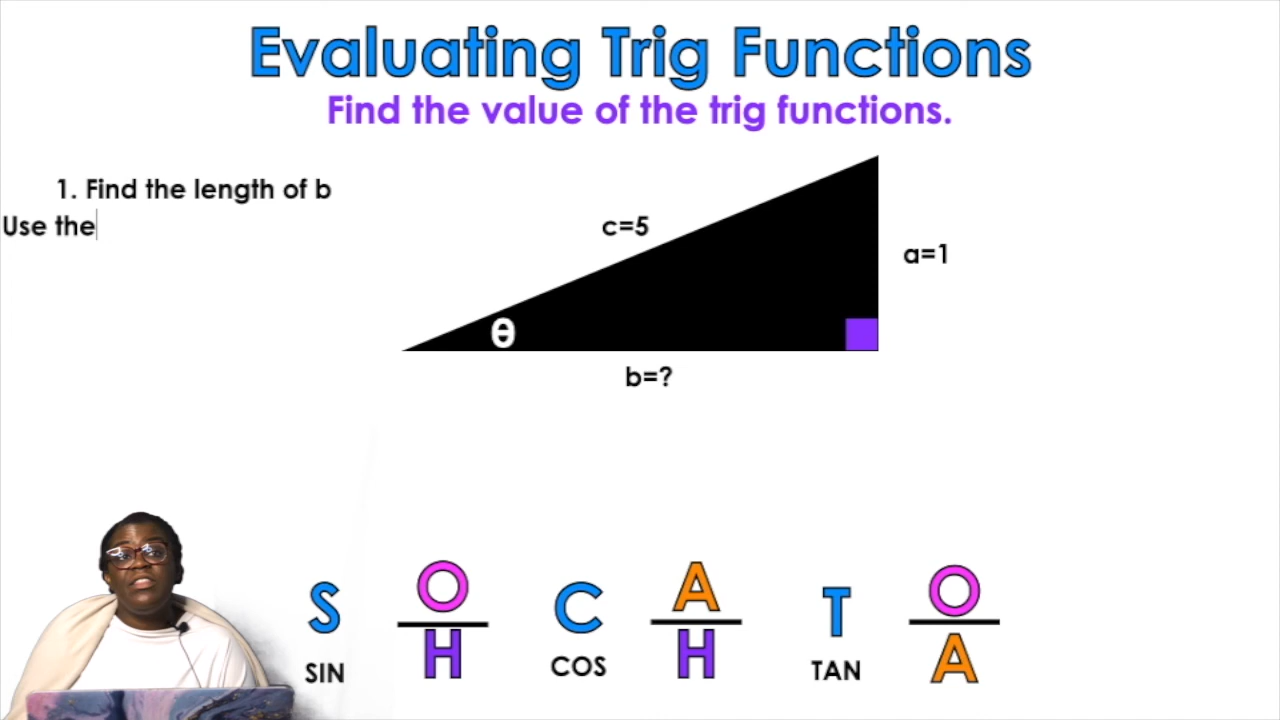 Evaluating Trig Functions
Find the value of the trig functions.
1. Find the length of b
Use the
c=5
a=1
θ
b=?
S O C A T O
H H A
SIN COS TAN